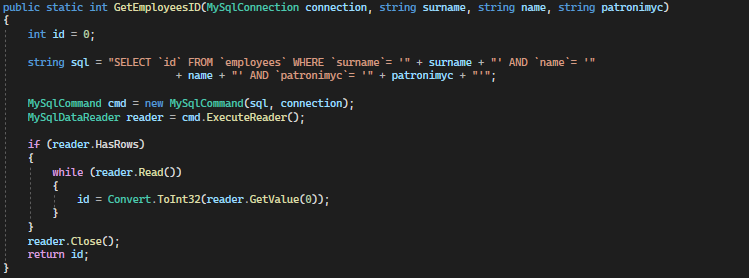 public static int GetEmployeesID(MySqlConnection connection, string surname, string name, string patronimyc)
{
int id = 0;
string sql = "SELECT `id` FROM `employees` WHERE `surname`= '" + surname + "' AND `name`= '"
+ name + "' AND `patronimyc`= '" + patronimyc + "'";
MySqlCommand cmd = new MySqlCommand(sql, connection);
MySqlDataReader reader = cmd.ExecuteReader();
if (reader.HasRows)
{
while (reader.Read())
{
id = Convert.ToInt32(reader.GetValue(0));
}
}
reader.Close();
return id;
}